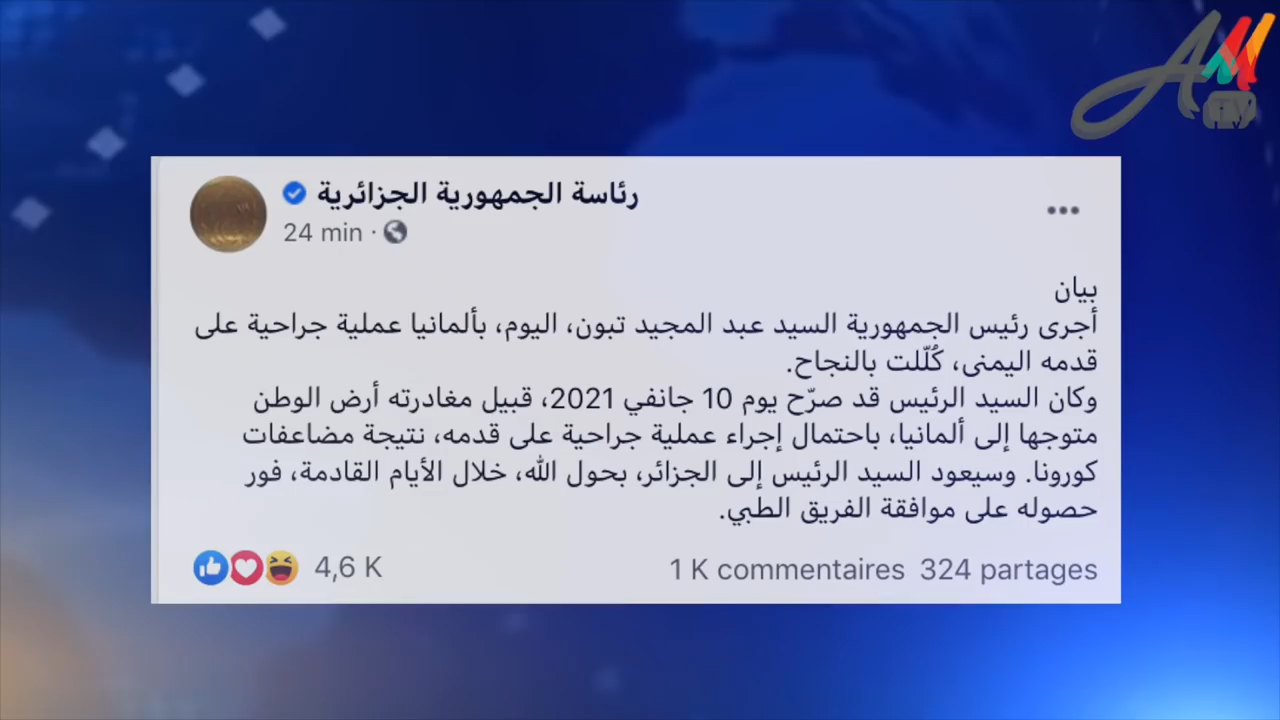 رئاسة الجمهورية الجزائرية
24 min ·
بيان
أجرى رئيس الجمهورية السيد عبد المجيد تبون، اليوم، بألمانيا عملية جراحية على
قدمه اليمنى، كُلّلت بالنجاح.
وكان السيد الرئيس قد صرّح يوم 10 جانفي 2021، قبيل مغادرته أرض الوطن
متوجها إلى ألمانيا، باحتمال إجراء عملية جراحية على قدمه، نتيجة مضاعفات
كورونا. وسيعود السيد الرئيس إلى الجزائر، بحول الله، خلال الأيام القادمة، فور
حصوله على موافقة الفريق الطبي.
4,6 K
1 K commentaires 324 partages